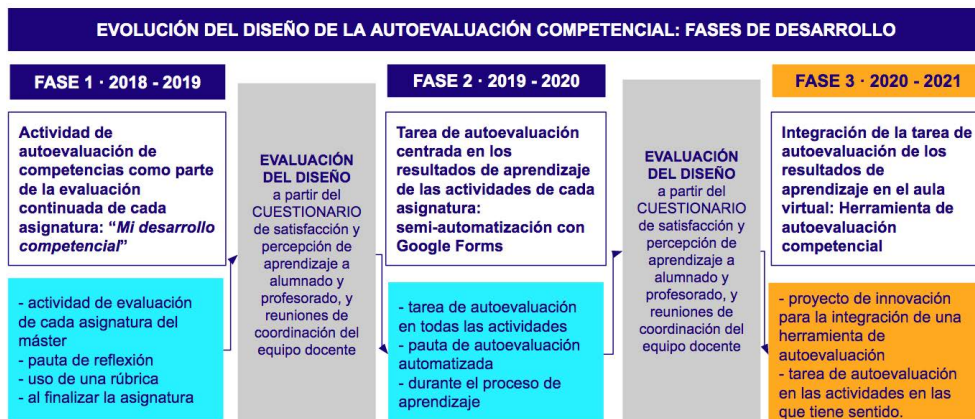 EVOLUCIÓN DEL DISEÑO DE LA AUTOEVALUACIÓN COMPETENCIAL: FASES DE DESARROLLO
FASE 1 · 2018 - 2019
Actividad de
autoevaluación de
competencias como parte
de la evaluación
continuada de cada
asignatura: “Mi desarrollo
competencial”
- actividad de evaluación
de cada asignatura del
máster
- pauta de reflexión
- uso de una rúbrica
- al finalizar la asignatura
EVALUACIÓN
DEL DISEÑO
a partir del
CUESTIONARIO
de satisfacción y
percepción de
aprendizaje a
alumnado y
profesorado, y
reuniones de
coordinación del
equipo docente
FASE 2 · 2019 - 2020
Tarea de autoevaluación
centrada en los
resultados de aprendizaje
de las actividades de cada
asignatura:
semi-automatización con
Google Forms
- tarea de autoevaluación
en todas las actividades
- pauta de autoevaluación
automatizada
- durante el proceso de
aprendizaje
EVALUACIÓN
DEL DISEÑO
a partir del
CUESTIONARIO
de satisfacción y
percepción de
aprendizaje a
alumnado y
profesorado, y
reuniones de
coordinación del
equipo docente
FASE 3 · 2020 - 2021
Integración de la tarea de
autoevaluación de los
resultados de
aprendizaje en el aula
virtual: Herramienta de
autoevaluación
competencial
- proyecto de innovación
para la integración de una
herramienta de
autoevaluación
- tarea de autoevaluación
en las actividades en las
que tiene sentido.